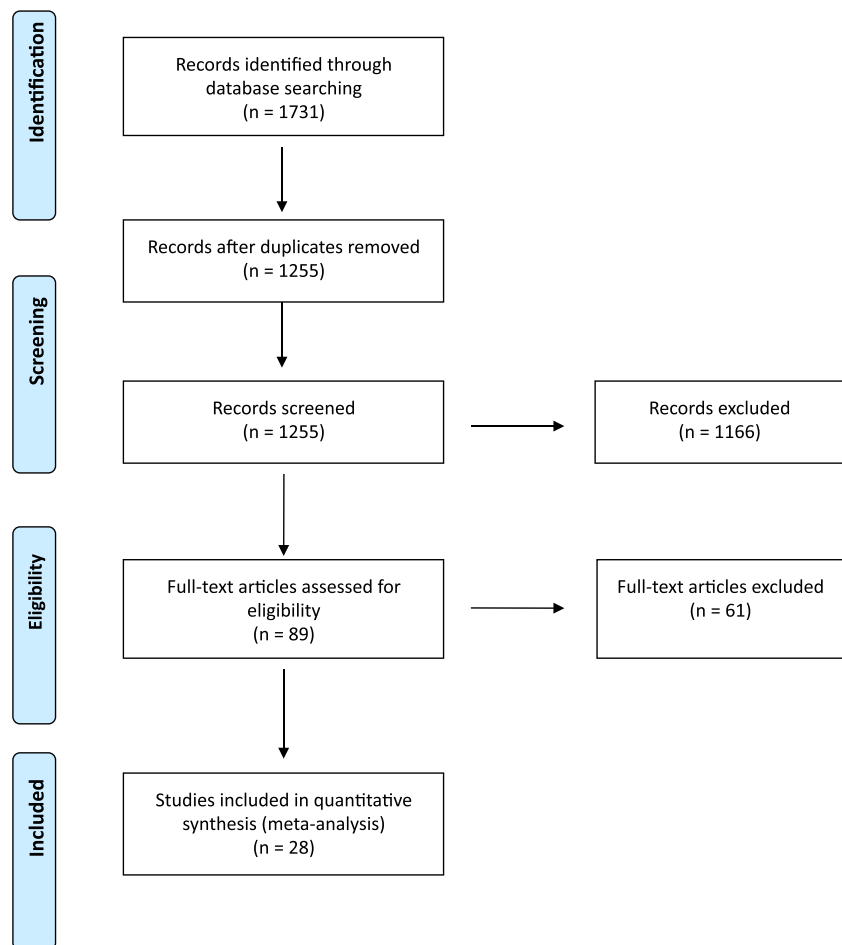 Identification
Records identified through
database searching
(n = 1731)
Records after duplicates removed
(n = 1255)
Screening
Records screened
(n = 1255)
Records excluded
(n = 1166)
Eligibility
Full-text articles assessed for
eligibility
(n = 89)
Full-text articles excluded
(n = 61)
Included
Studies included in quantitative
synthesis (meta-analysis)
(n = 28)